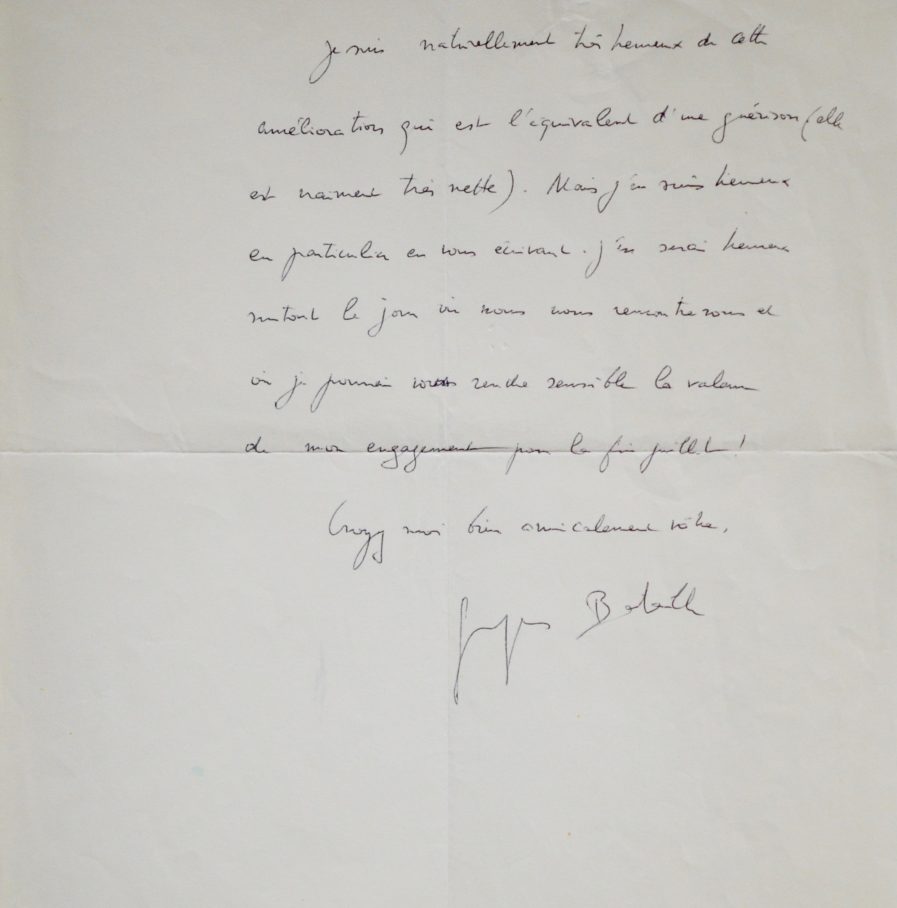 Je suis naturellement très heureux de cette
amélioration qui est l'équivalent d'une guérison (elle
est vraiment très nette). Mais j'en suis heureux
en particulier en vous écrivant. J'en serai heureux
surtout le jour où nous nous rencontrerons et
où je pourrai vous rendre sensible la valeur
de mon engagement pour la fin juillet !
Croyez moi bien amicalement vôtre,
Georges Bataille